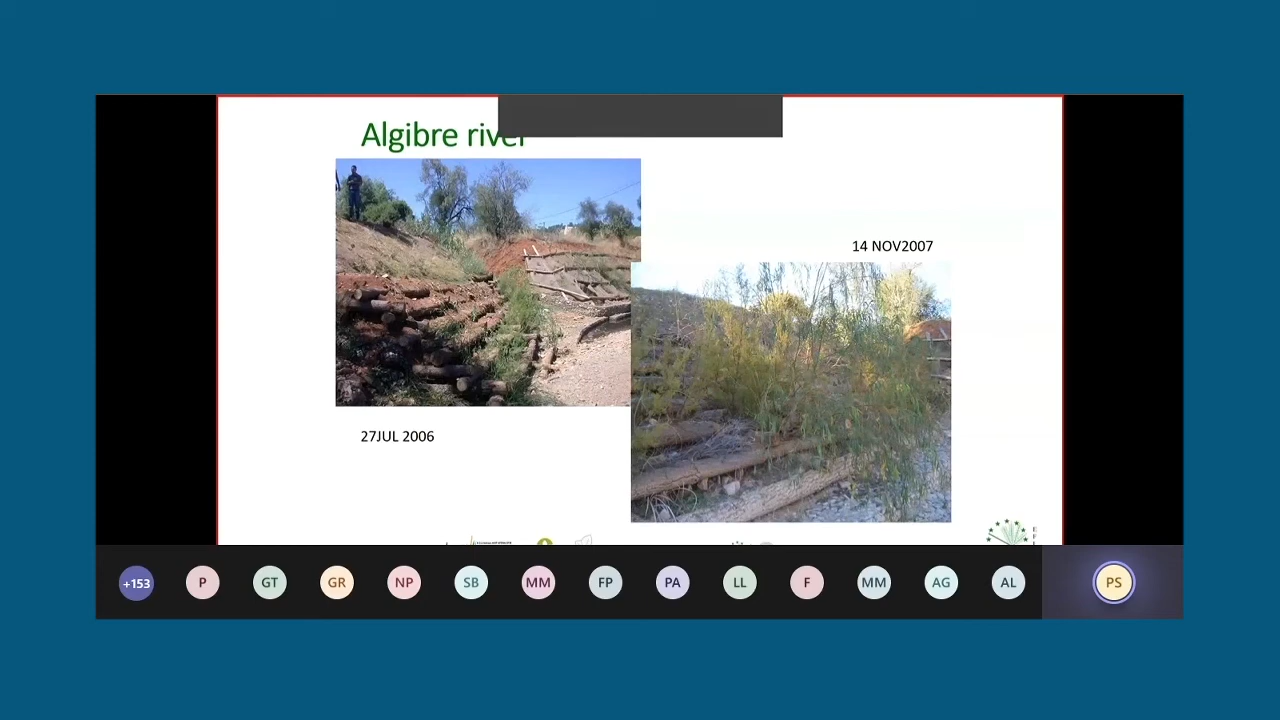 Algibre river
14 NOV2007
27JUL 2006
+153 P GT GR NP SB MM FP PA LL F MM AG AL PS